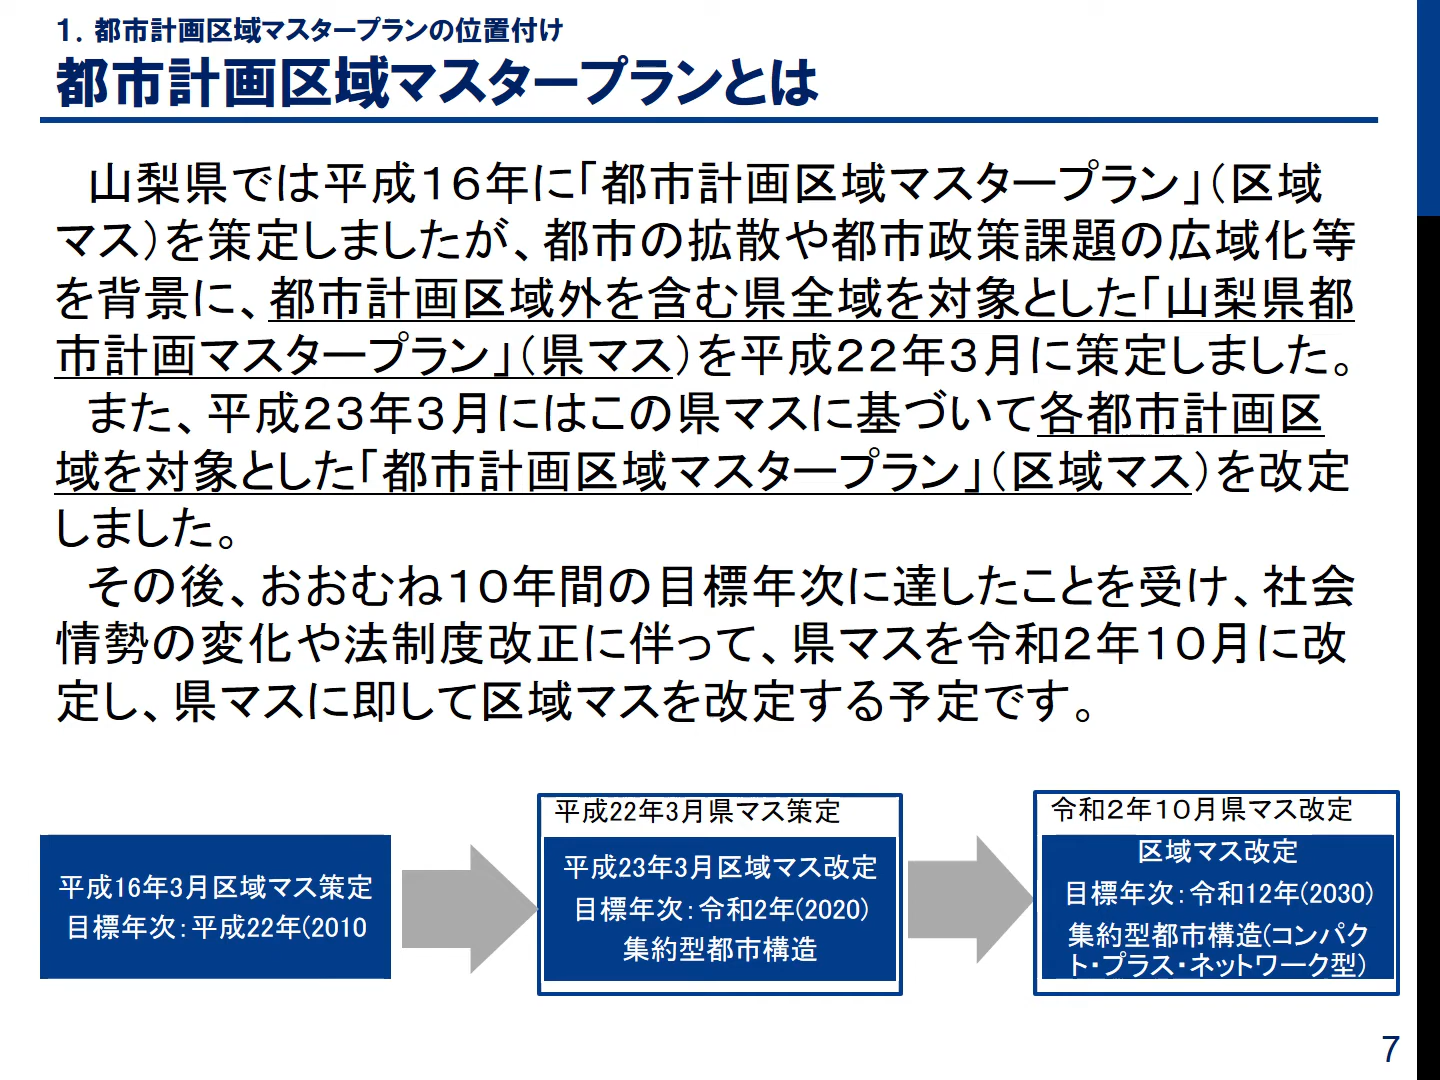 1. 都市計画区域マスタープランの位置付け
都市計画区域マスタープランとは
山梨県では平成１６年に「都市計画区域マスタープラン」（区域
マス）を策定しましたが、都市の拡散や都市政策課題の広域化等
を背景に、都市計画区域外を含む県全域を対象とした「山梨県都
市計画マスタープラン」（県マス）を平成２２年３月に策定しました。
また、平成２３年３月にはこの県マスに基づいて各都市計画区
域を対象とした「都市計画区域マスタープラン」（区域マス）を改定
しました。
その後、おおむね１０年間の目標年次に達したことを受け、社会
情勢の変化や法制度改正に伴って、県マスを令和２年１０月に改
定し、県マスに即して区域マスを改定する予定です。
平成16年3月区域マス策定
目標年次：平成22年(2010
平成22年3月県マス策定
平成23年3月区域マス改定
目標年次：令和2年(2020)
集約型都市構造
令和２年１０月県マス改定
区域マス改定
目標年次：令和12年(2030)
集約型都市構造(コンパク
ト・プラス・ネットワーク型)
7